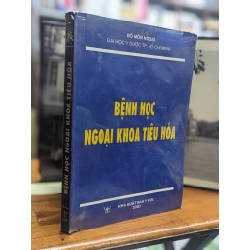 BỘ MÔN NGOẠI
ĐẠI HỌC Y DƯỢC TP. HỒ CHÍ MINH
BỆNH HỌC
NGOẠI KHOA TIÊU HÓA
NHÀ XUẤT BẢN Y HỌC
BỆNH HỌC NGOẠI KHOA TIÊU HÓA